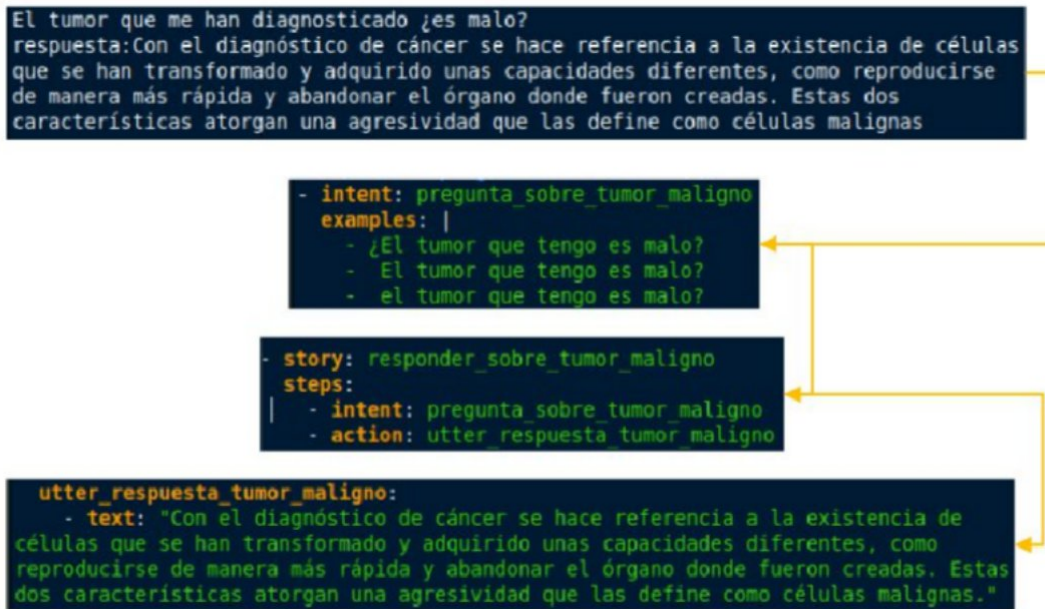 El tumor que me han diagnosticado ¿es malo?
respuesta:Con el diagnóstico de cáncer se hace referencia a la existencia de células
que se han transformado y adquirido unas capacidades diferentes, como reproducirse
de manera más rápida y abandonar el órgano donde fueron creadas. Estas dos
características atorgan una agresividad que las define como células malignas
- intent: pregunta_sobre_tumor_maligno
examples: |
- ¿El tumor que tengo es malo?
- El tumor que tengo es malo?
- el tumor que tengo es malo?
- story: responder_sobre_tumor_maligno
steps:
- intent: pregunta_sobre_tumor_maligno
- action: utter_respuesta_tumor_maligno
utter_respuesta_tumor_maligno:
- text: "Con el diagnóstico de cáncer se hace referencia a la existencia de
células que se han transformado y adquirido unas capacidades diferentes, como
reproducirse de manera más rápida y abandonar el órgano donde fueron creadas. Estas
dos características atorgan una agresividad que las define como células malignas."